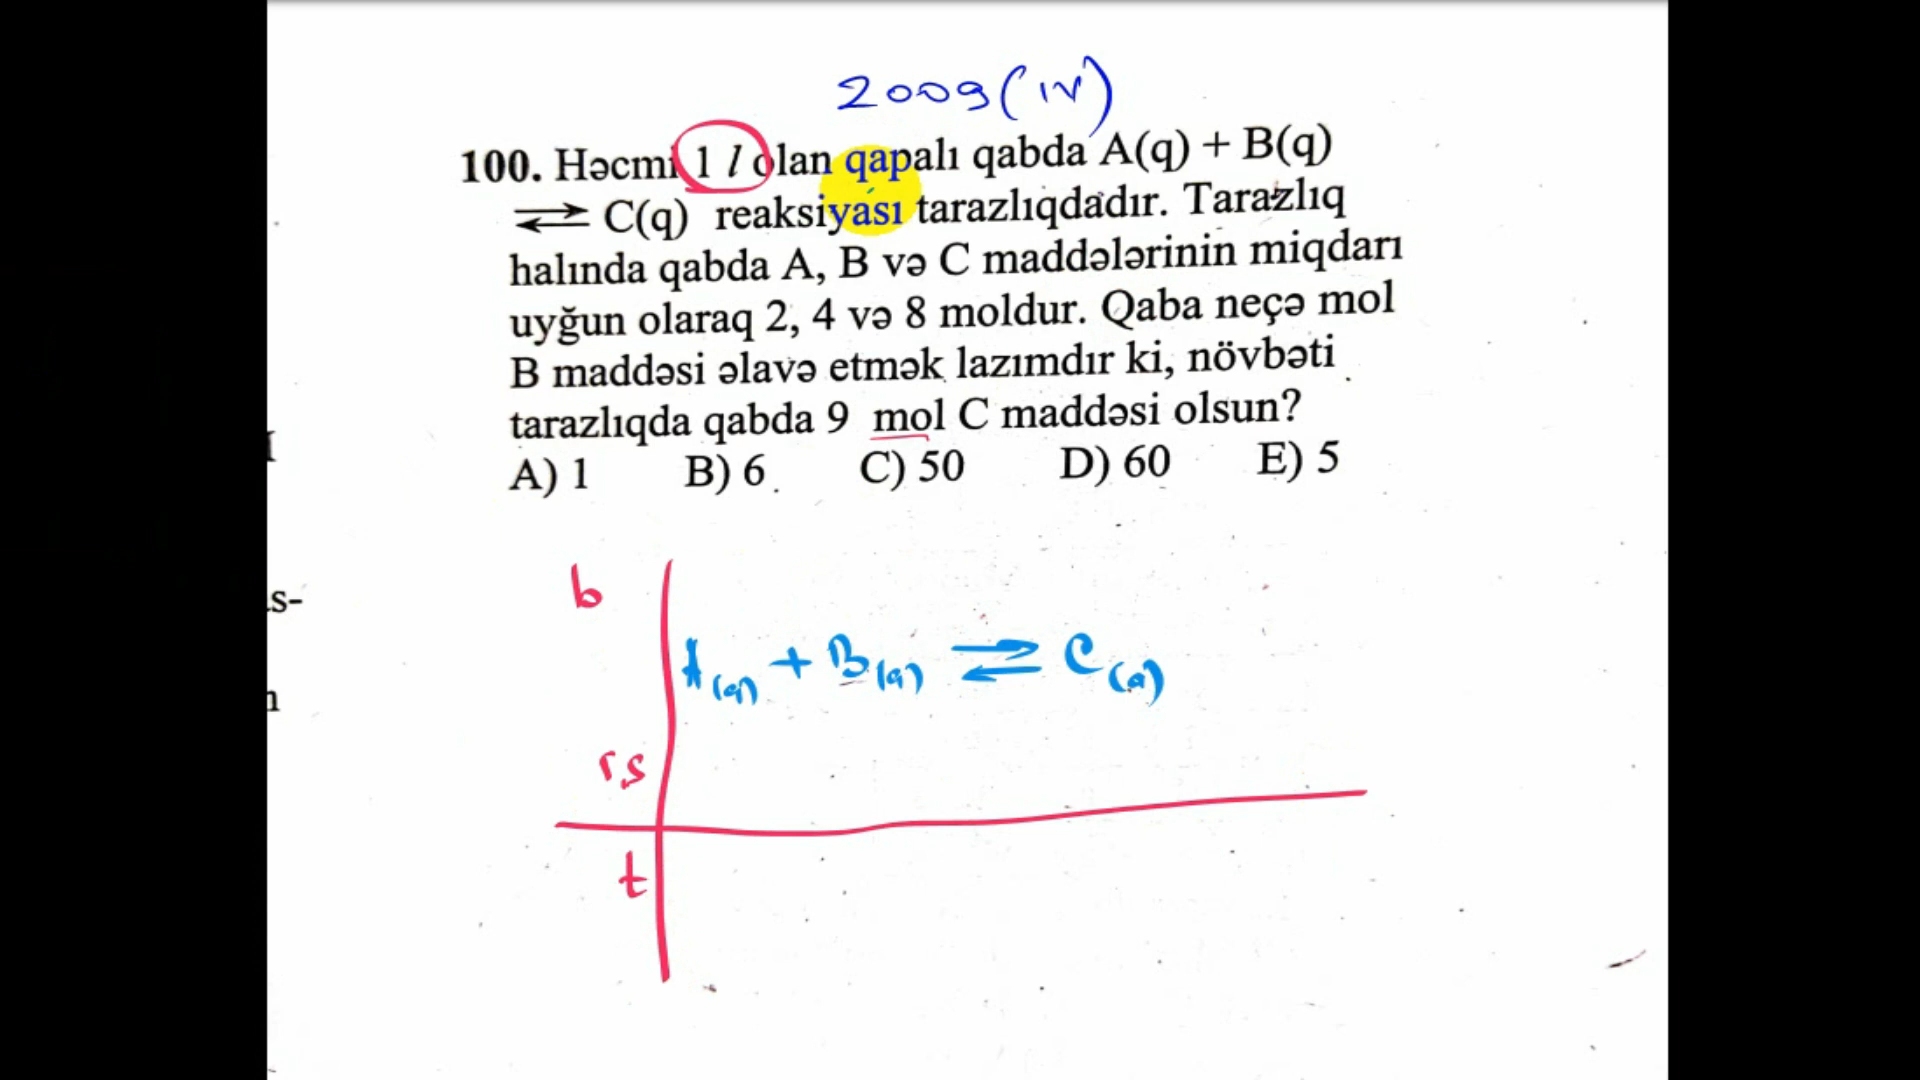 2009 (IV)
100. Həcmi 1 l olan qapalı qabda A(q) + B(q)
⇄ C(q) reaksiyası tarazlıqdadır. Tarazlıq
halında qabda A, B və C maddələrinin miqdarı
uyğun olaraq 2, 4 və 8 moldur. Qaba neçə mol
B maddəsi əlavə etmək lazımdır ki, növbəti
tarazlıqda qabda 9 mol C maddəsi olsun?
A) 1 B) 6 C) 50 D) 60 E) 5
b
s-
A(q) + B(q) ⇄ C(q)
r.s
t